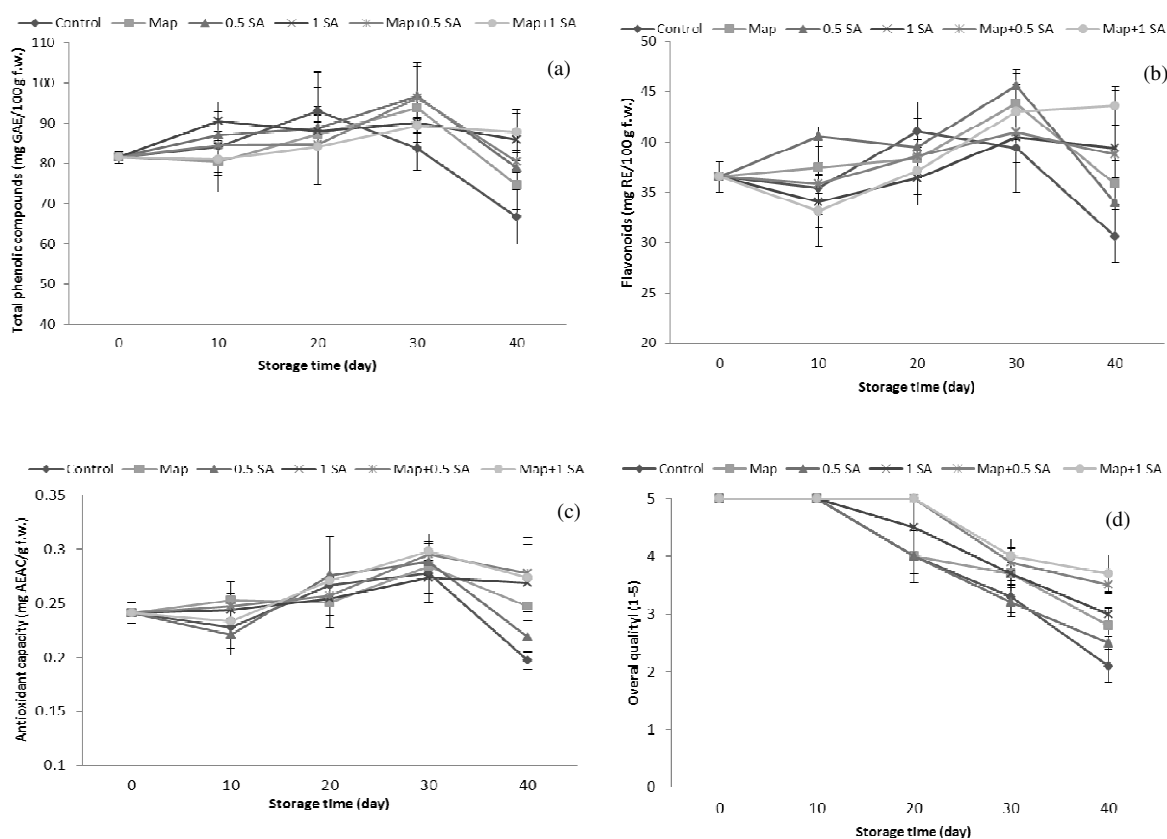 Control Map 0.5 SA 1 SA Map+0.5 SA Map+1 SA
(a)
Total phenolic compounds (mg GAE/100 g f.w.)
110
100
90
80
70
60
50
40
0 10 20 30 40
Storage time (day)
Control Map 0.5 SA 1 SA Map+0.5 SA Map+1 SA
(b)
Flavonoids (mg RE/100 g f.w.)
50
45
40
35
30
25
20
0 10 20 30 40
Storage time (day)
Control Map 0.5 SA 1 SA Map+0.5 SA Map+1 SA
(c)
Antioxidant capacity (mg AEAC/g f.w.)
0.35
0.3
0.25
0.2
0.15
0.1
0 10 20 30 40
Storage time (day)
Control Map 0.5 SA 1 SA Map+0.5 SA Map+1 SA
(d)
Overal qualityl (1-5)
5
4
3
2
1
0
0 10 20 30 40
Storage time (day)